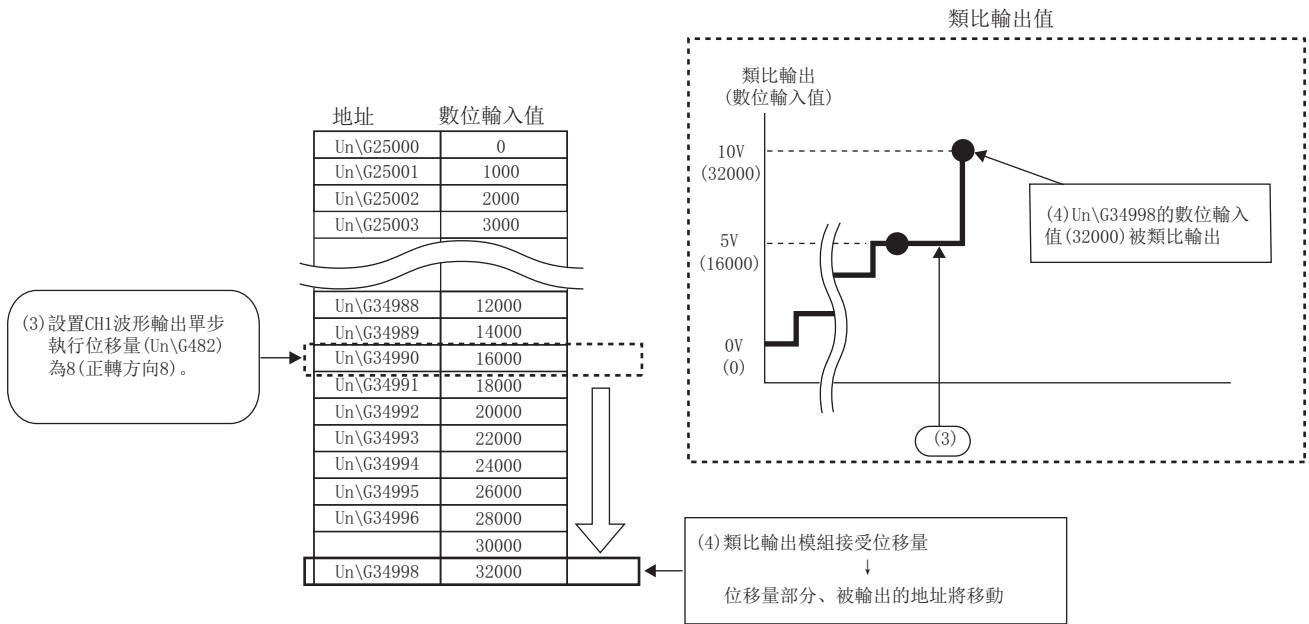 類比輸出值
類比輸出
(數位輸入值)
10V
(32000)
5V
(16000)
0V
(0)
(4)Un\G34998的數位輸入
值(32000)被類比輸出
(3)
地址 數位輸入值
Un\G25000 0
Un\G25001 1000
Un\G25002 2000
Un\G25003 3000
Un\G34988 12000
Un\G34989 14000
Un\G34990 16000
Un\G34991 18000
Un\G34992 20000
Un\G34993 22000
Un\G34994 24000
Un\G34995 26000
Un\G34996 28000
30000
Un\G34998 32000
(3)設置CH1波形輸出單步
執行位移量(Un\G482)
為8(正轉方向8)。
(4)類比輸出模組接受位移量
↓
位移量部分、被輸出的地址將移動